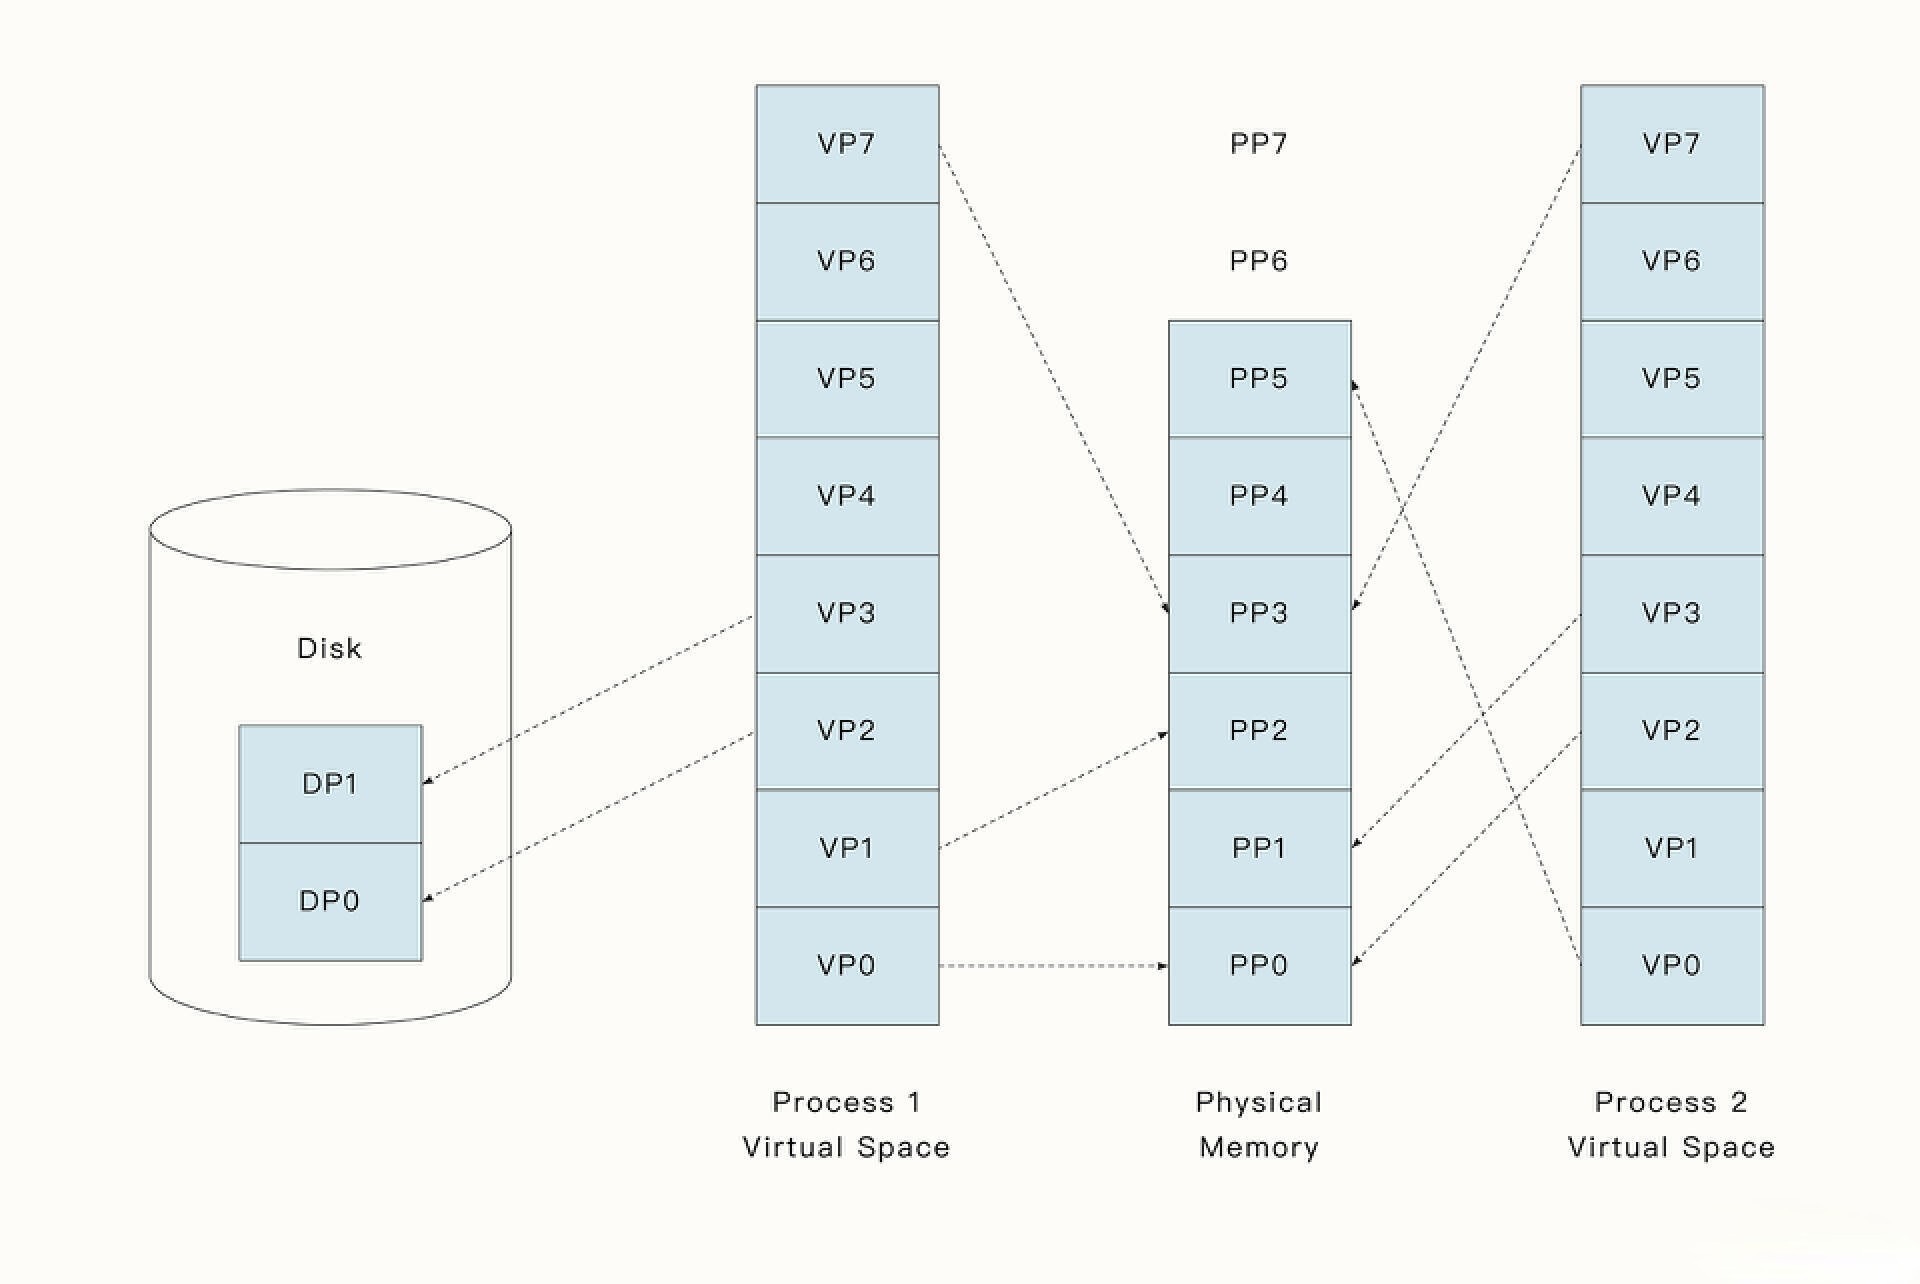 VP7
PP7
VP7
VP6
PP6
VP6
VP5
PP5
VP5
VP4
PP4
VP4
VP3
PP3
VP3
Disk
VP2
PP2
VP2
DP1
VP1
PP1
VP1
DP0
VP0
PP0
VP0
Process 1
Virtual Space
Physical
Memory
Process 2
Virtual Space